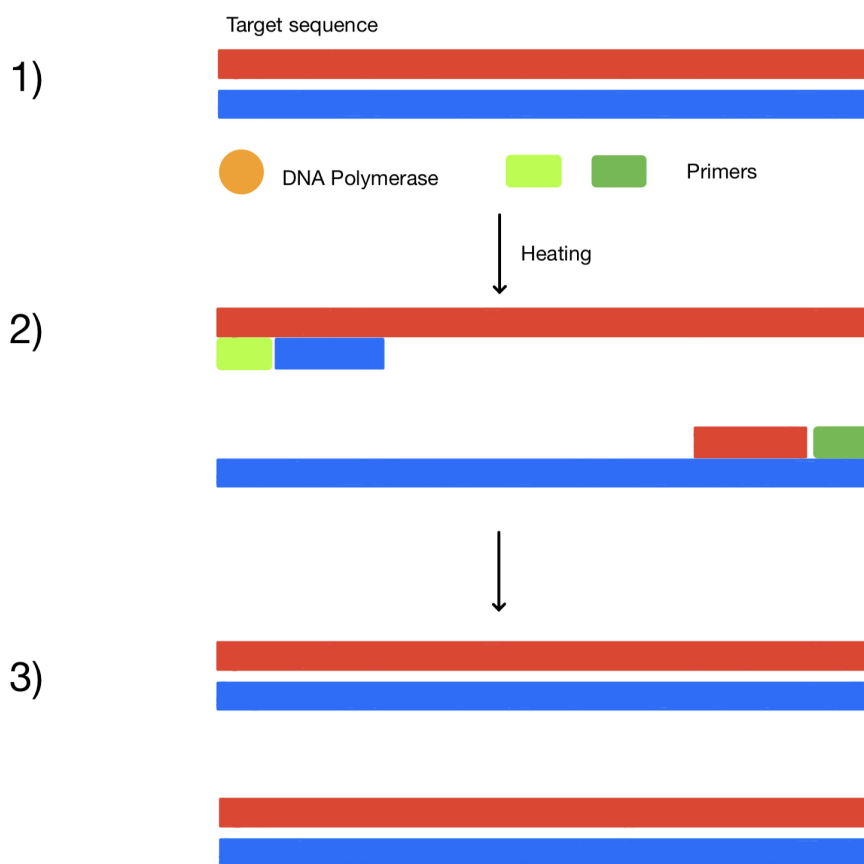 Target sequence
1)
DNA Polymerase
Primers
Heating
2)
3)